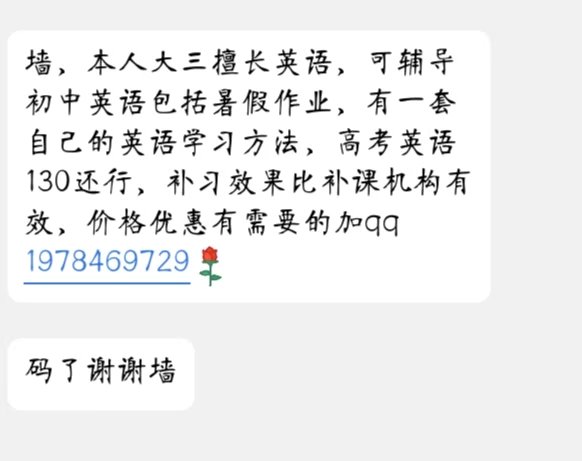 墙，本人大三擅长英语，可辅导
初中英语包括暑假作业，有一套
自己的英语学习方法，高考英语
130还行，补习效果比补课机构有
效，价格优惠有需要的加qq
1978469729🌹
码了谢谢墙